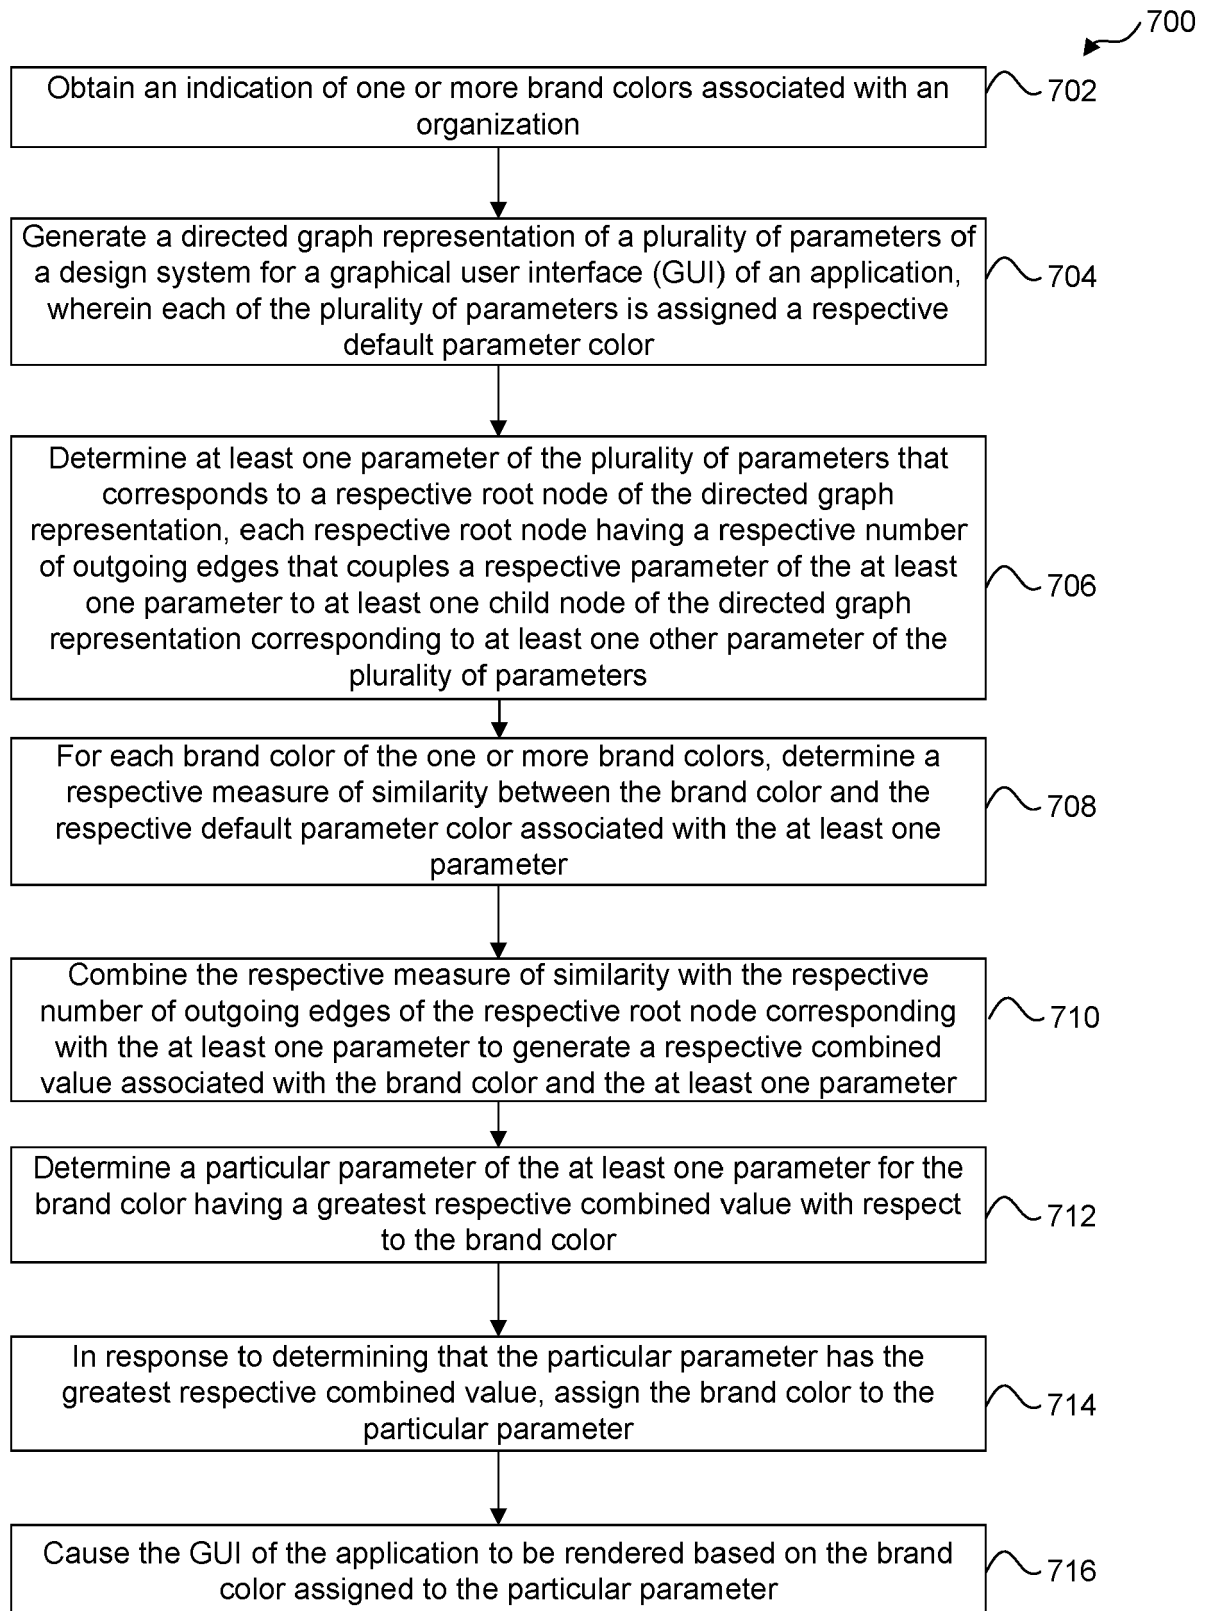 700
Obtain an indication of one or more brand colors associated with an
organization
702
Generate a directed graph representation of a plurality of parameters of
a design system for a graphical user interface (GUI) of an application,
wherein each of the plurality of parameters is assigned a respective
default parameter color
704
Determine at least one parameter of the plurality of parameters that
corresponds to a respective root node of the directed graph
representation, each respective root node having a respective number
of outgoing edges that couples a respective parameter of the at least
one parameter to at least one child node of the directed graph
representation corresponding to at least one other parameter of the
plurality of parameters
706
For each brand color of the one or more brand colors, determine a
respective measure of similarity between the brand color and the
respective default parameter color associated with the at least one
parameter
708
Combine the respective measure of similarity with the respective
number of outgoing edges of the respective root node corresponding
with the at least one parameter to generate a respective combined
value associated with the brand color and the at least one parameter
710
Determine a particular parameter of the at least one parameter for the
brand color having a greatest respective combined value with respect
to the brand color
712
In response to determining that the particular parameter has the
greatest respective combined value, assign the brand color to the
particular parameter
714
Cause the GUI of the application to be rendered based on the brand
color assigned to the particular parameter
716